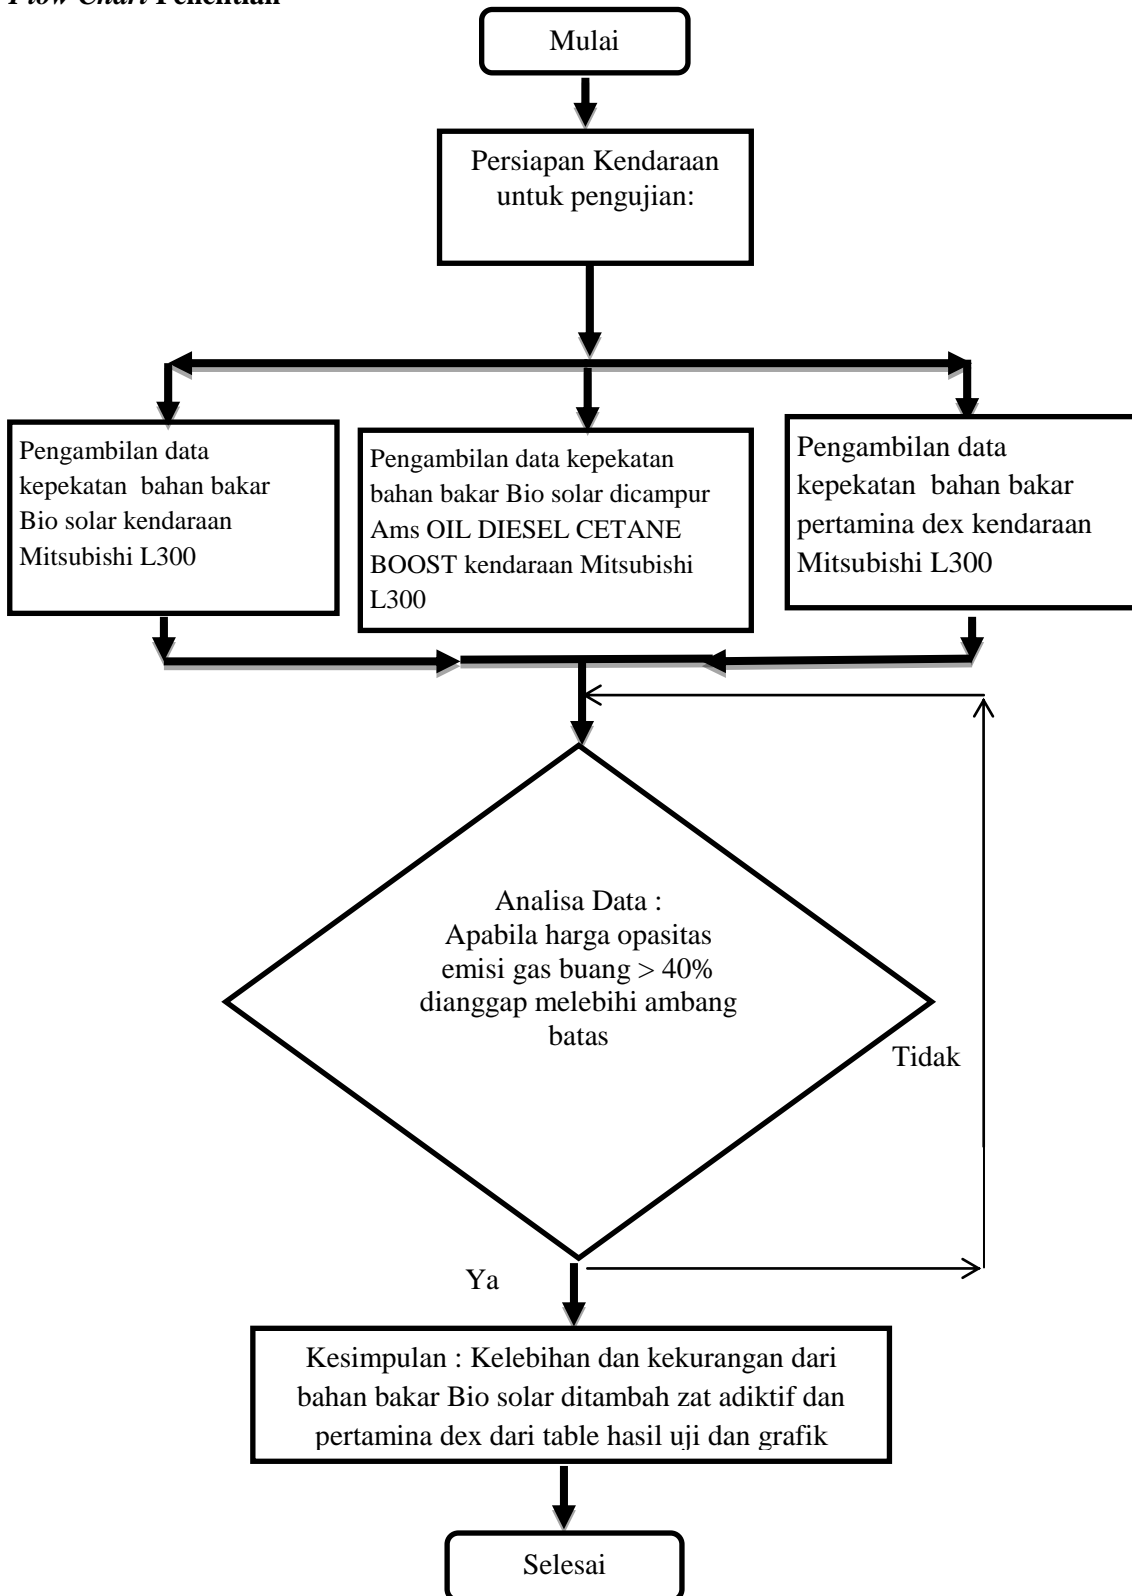 Flow Chart Penelitian
Mulai
Persiapan Kendaraan
untuk pengujian:
Pengambilan data
kepekatan bahan bakar
Bio solar kendaraan
Mitsubishi L300
Pengambilan data kepekatan
bahan bakar Bio solar dicampur
Ams OIL DIESEL CETANE
BOOST kendaraan Mitsubishi
L300
Pengambilan data
kepekatan bahan bakar
pertamina dex kendaraan
Mitsubishi L300
Analisa Data :
Apabila harga opasitas
emisi gas buang > 40%
dianggap melebihi ambang
batas
Tidak
Ya
Kesimpulan : Kelebihan dan kekurangan dari
bahan bakar Bio solar ditambah zat adiktif dan
pertamina dex dari table hasil uji dan grafik
Selesai